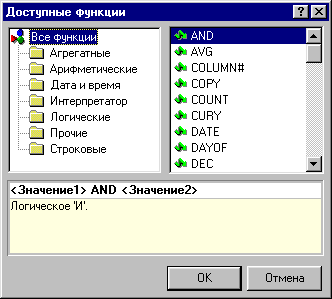 Доступные функции
Все функции
Агрегатные
Арифметические
Дата и время
Интерпретатор
Логические
Прочие
Строковые
AND
AVG
COLUMN#
COPY
COUNT
CURY
DATE
DAYOF
DEC
<Значение1> AND <Значение2>
Логическое 'И'.
OK
Отмена